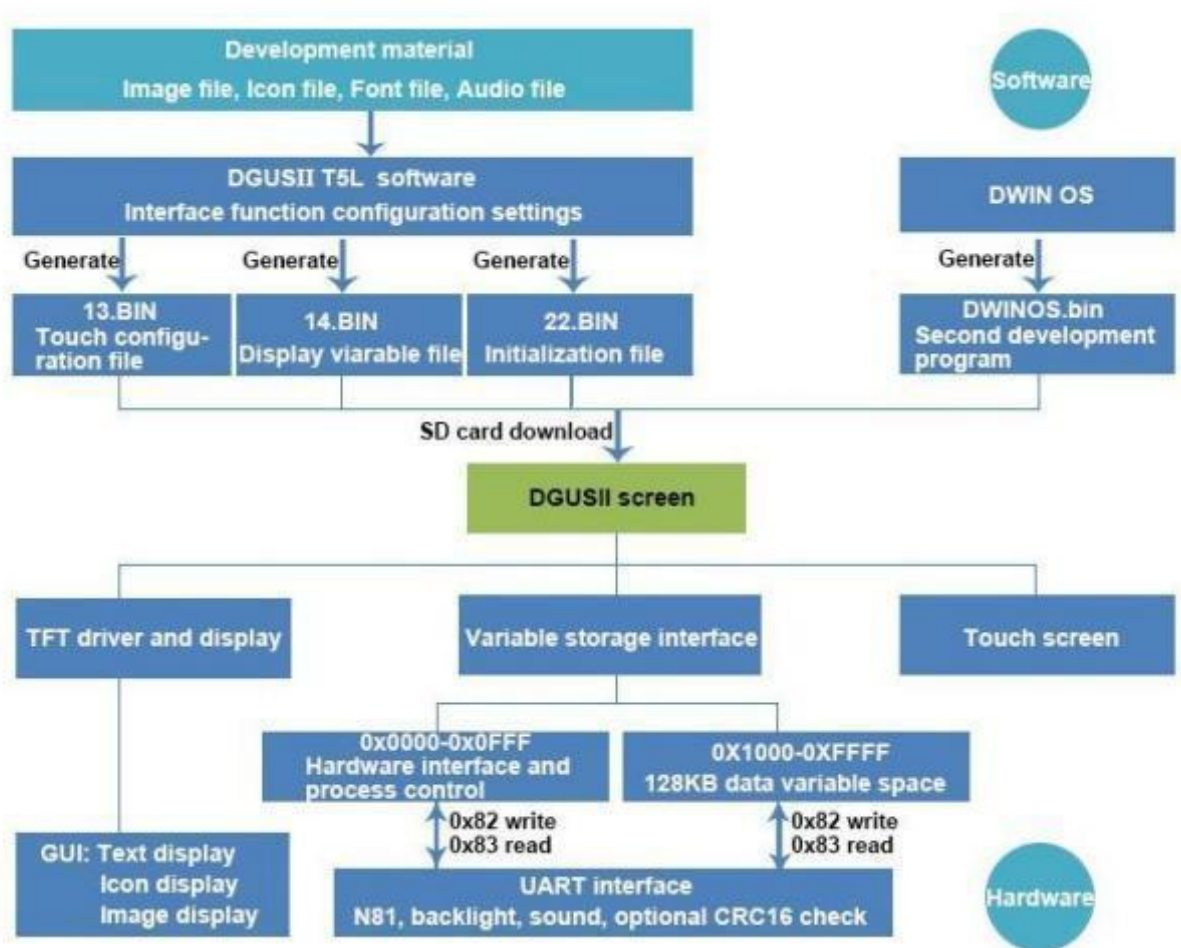 Development material
Image file, Icon file, Font file, Audio file
Software
DGUSII T5L software
Interface function configuration settings
DWIN OS
Generate
Generate
Generate
Generate
13.BIN
Touch configu-
ration file
14.BIN
Display viarable file
22.BIN
Initialization file
DWINOS.bin
Second development
program
SD card download
DGUSII screen
TFT driver and display
Variable storage interface
Touch screen
0x0000-0x0FFF
Hardware interface and
process control
0X1000-0XFFFF
128KB data variable space
0x82 write
0x83 read
0x82 write
0x83 read
GUI: Text display
Icon display
Image display
UART interface
N81, backlight, sound, optional CRC16 check
Hardware